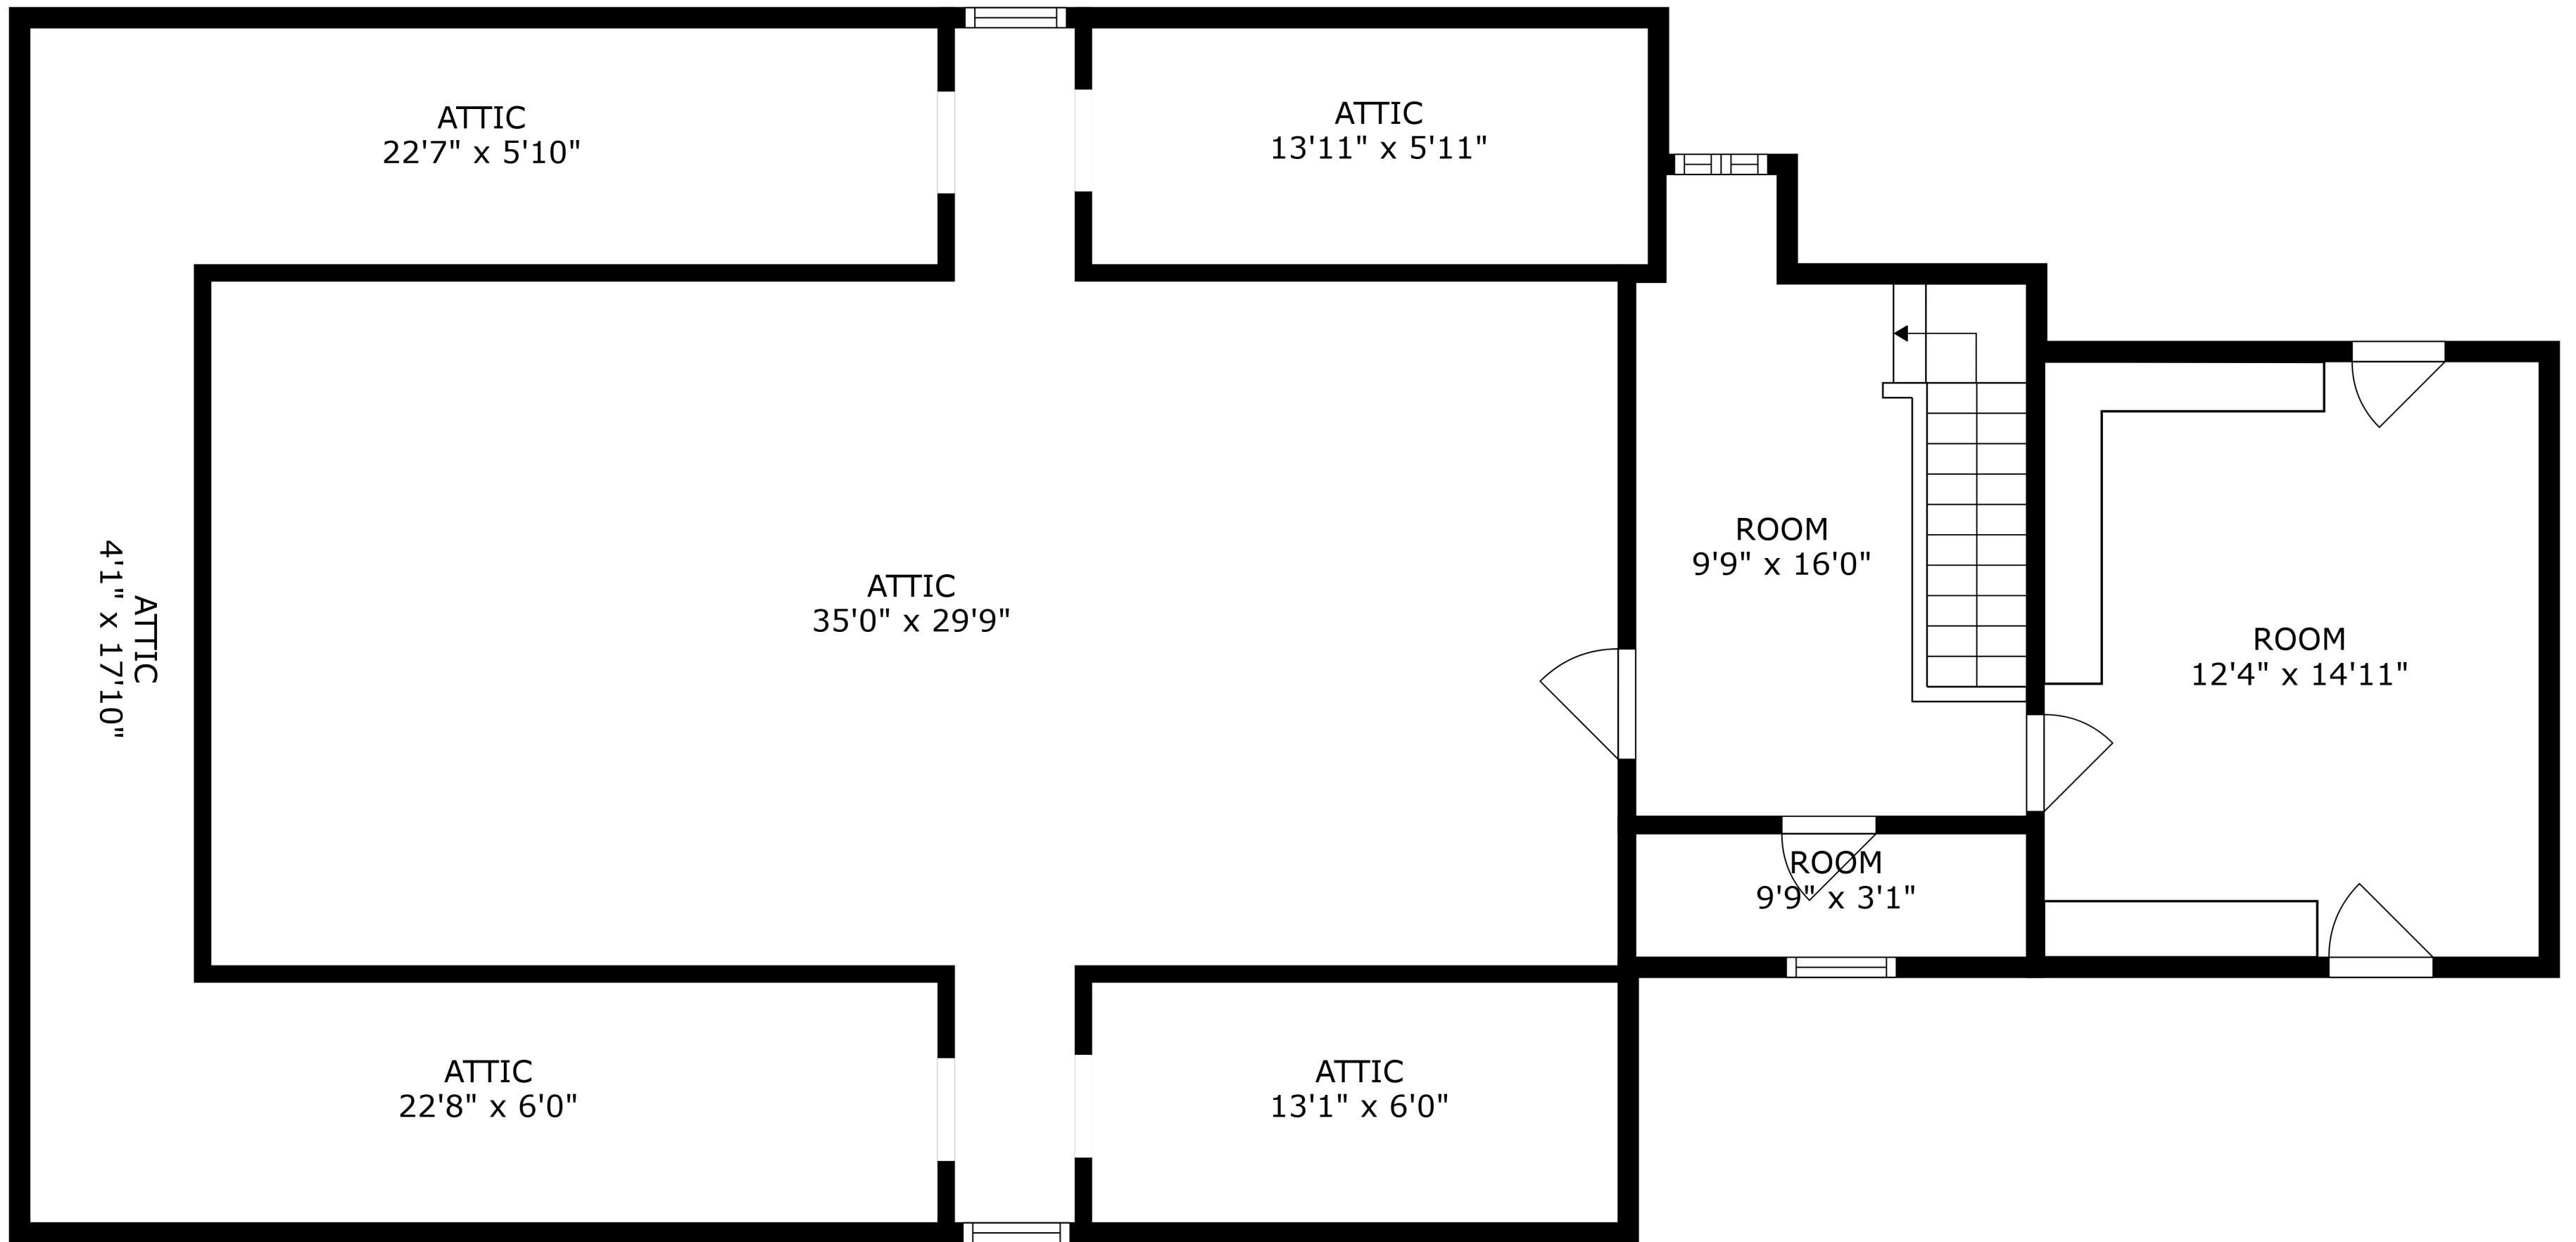 ATTIC
22'7" x 5'10"
ATTIC
13'11" x 5'11"
ATTIC
4'1" x 17'10"
ATTIC
35'0" x 29'9"
ROOM
9'9" x 16'0"
ROOM
12'4" x 14'11"
ROOM
9'9" x 3'1"
ATTIC
22'8" x 6'0"
ATTIC
13'1" x 6'0"